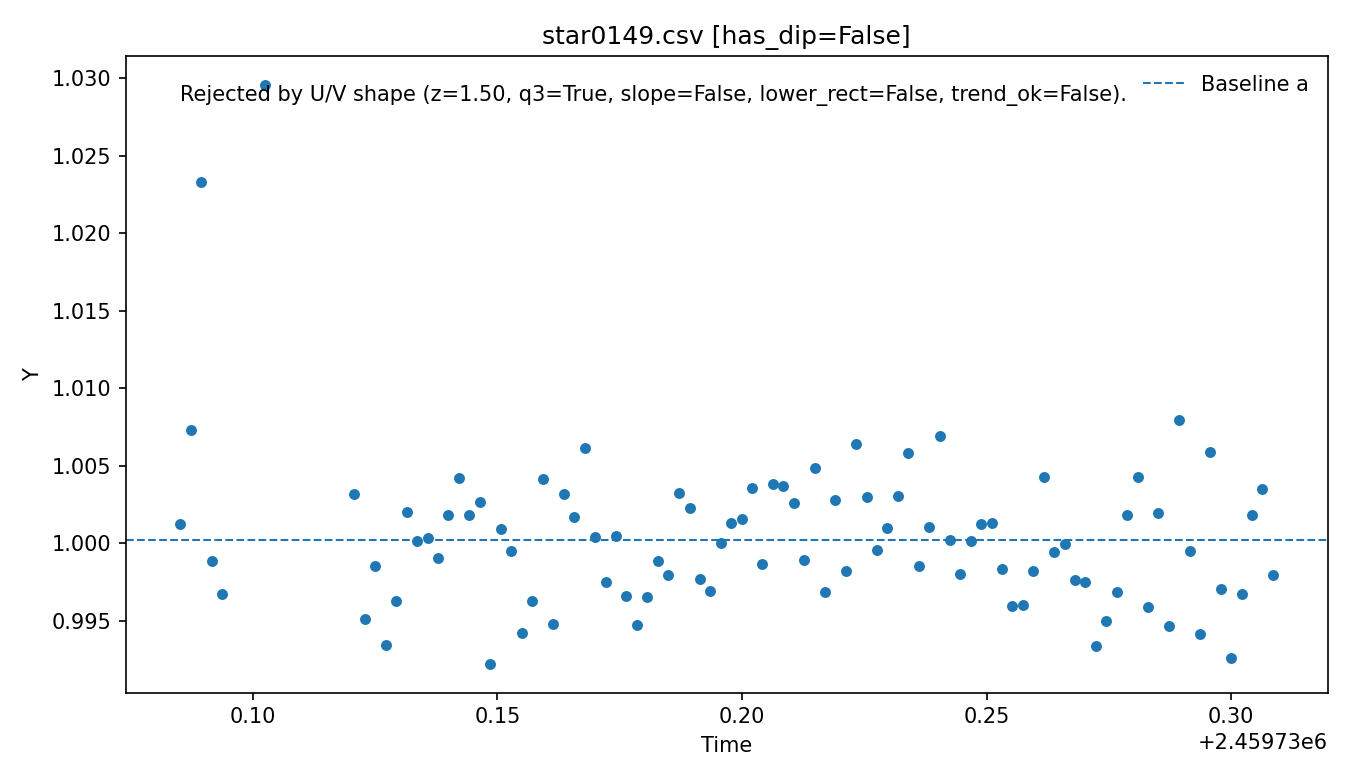 star0149.csv [has_dip=False]
Rejected by U/V shape (z=1.50, q3=True, slope=False, lower_rect=False, trend_ok=False).
Baseline a
1.030
1.025
1.020
1.015
1.010
1.005
1.000
0.995
Y
0.10
0.15
0.20
0.25
0.30
Time
+2.45973e6